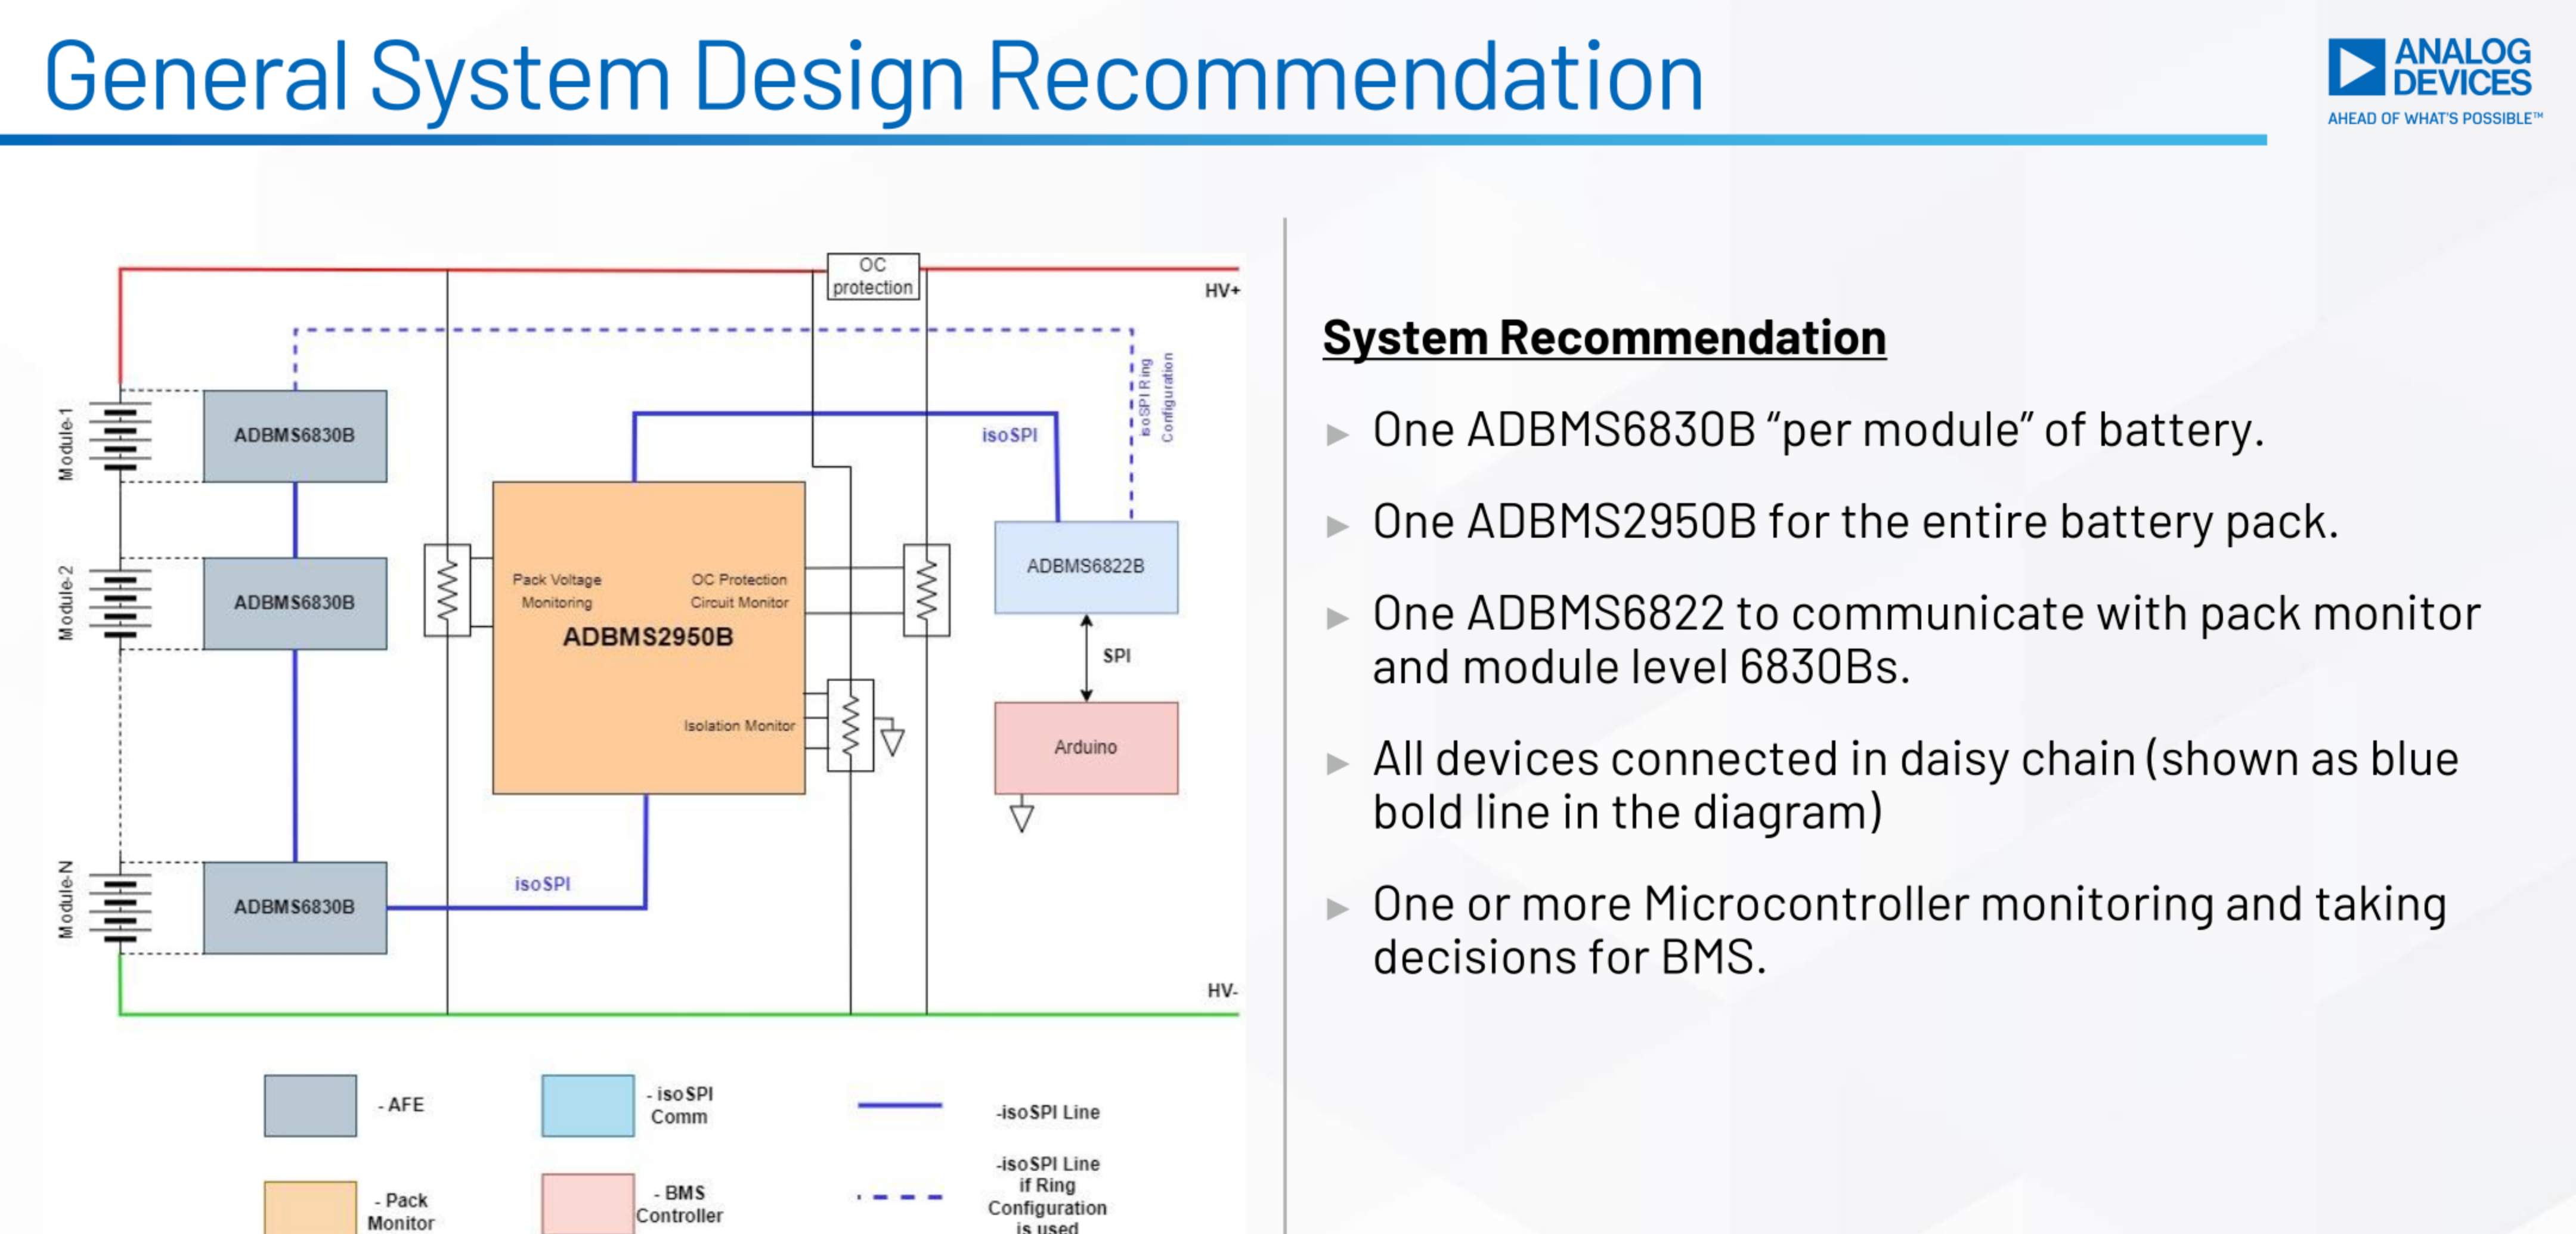 General System Design Recommendation
ANALOG
DEVICES
AHEAD OF WHAT'S POSSIBLE™
OC
protection
HV+
isoSPI Ring
Configuration
Module-1
ADBMS6830B
isoSPI
Module-2
ADBMS6830B
Pack Voltage
Monitoring
OC Protection
Circuit Monitor
ADBMS2950B
Isolation Monitor
ADBMS6822B
SPI
Arduino
Module-N
ADBMS6830B
isoSPI
HV-
- AFE
- isoSPI
Comm
-isoSPI Line
- Pack
Monitor
- BMS
Controller
-isoSPI Line
if Ring
Configuration
is used
System Recommendation
► One ADBMS6830B “per module” of battery.
► One ADBMS2950B for the entire battery pack.
► One ADBMS6822 to communicate with pack monitor
and module level 6830Bs.
► All devices connected in daisy chain (shown as blue
bold line in the diagram)
► One or more Microcontroller monitoring and taking
decisions for BMS.